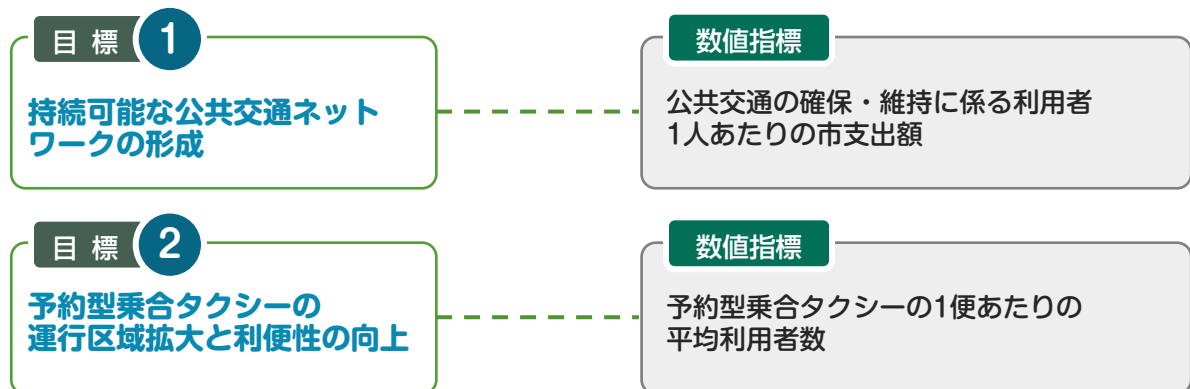 目標 1
持続可能な公共交通ネット
ワークの形成
数値指標
公共交通の確保・維持に係る利用者
1人あたりの市支出額
目標 2
予約型乗合タクシーの
運行区域拡大と利便性の向上
数値指標
予約型乗合タクシーの1便あたりの
平均利用者数